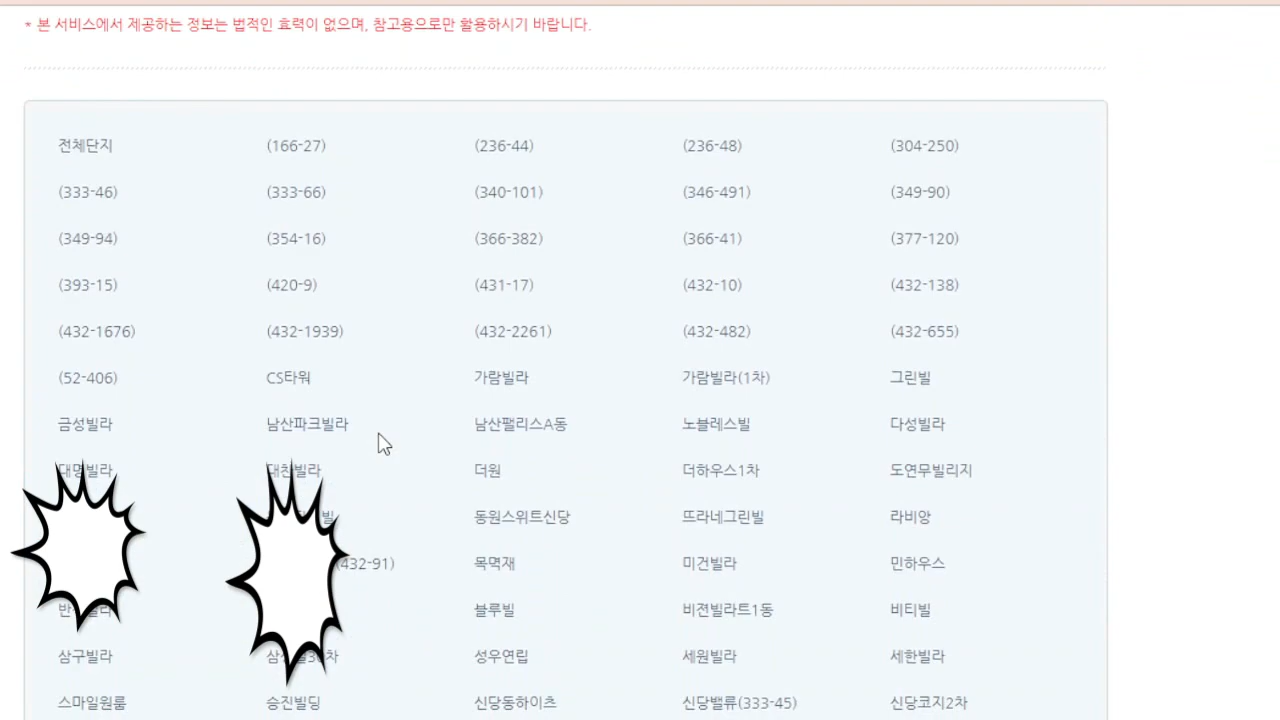 * 본 서비스에서 제공하는 정보는 법적인 효력이 없으며, 참고용으로만 활용하시기 바랍니다.
전체단지 (166-27) (236-44) (236-48) (304-250)
(333-46) (333-66) (340-101) (346-491) (349-90)
(349-94) (354-16) (366-382) (366-41) (377-120)
(393-15) (420-9) (431-17) (432-10) (432-138)
(432-1676) (432-1939) (432-2261) (432-482) (432-655)
(52-406) CS타워 가람빌라 가람빌라(1차) 그린빌
금성빌라 남산파크빌라 남산팰리스A동 노블레스빌 다성빌라
대명빌라 더원 더하우스1차 도연무빌리지
동원스위트신당 뜨라네그린빌 라비앙
(432-91) 목멱재 미건빌라 민하우스
블루빌 비젼빌라트1동 비티빌
삼구빌라 성우연립 세원빌라 세한빌라
스마일원룸 승진빌딩 신당동하이츠 신당밸류(333-45) 신당코지2차